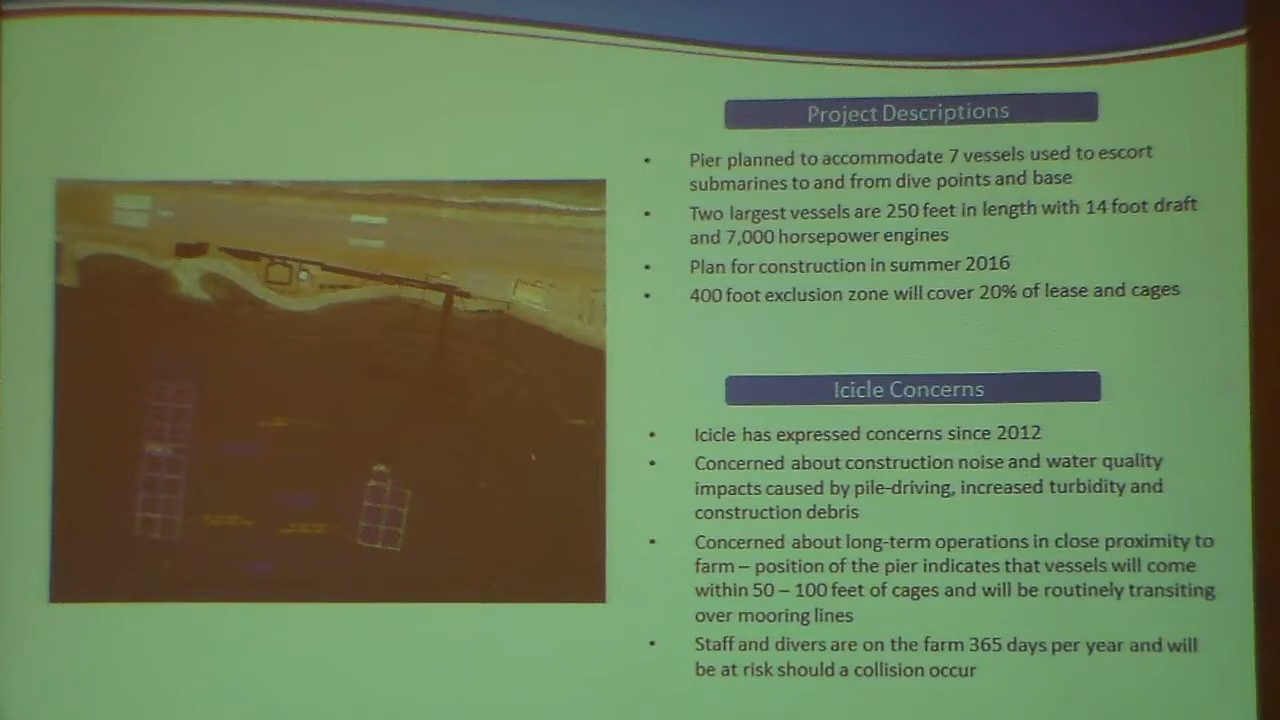 Project Descriptions
• Pier planned to accommodate 7 vessels used to escort
submarines to and from dive points and base
• Two largest vessels are 250 feet in length with 14 foot draft
and 7,000 horsepower engines
• Plan for construction in summer 2016
• 400 foot exclusion zone will cover 20% of lease and cages
Icicle Concerns
• Icicle has expressed concerns since 2012
• Concerned about construction noise and water quality
impacts caused by pile-driving, increased turbidity and
construction debris
• Concerned about long-term operations in close proximity to
farm – position of the pier indicates that vessels will come
within 50 – 100 feet of cages and will be routinely transiting
over mooring lines
• Staff and divers are on the farm 365 days per year and will
be at risk should a collision occur